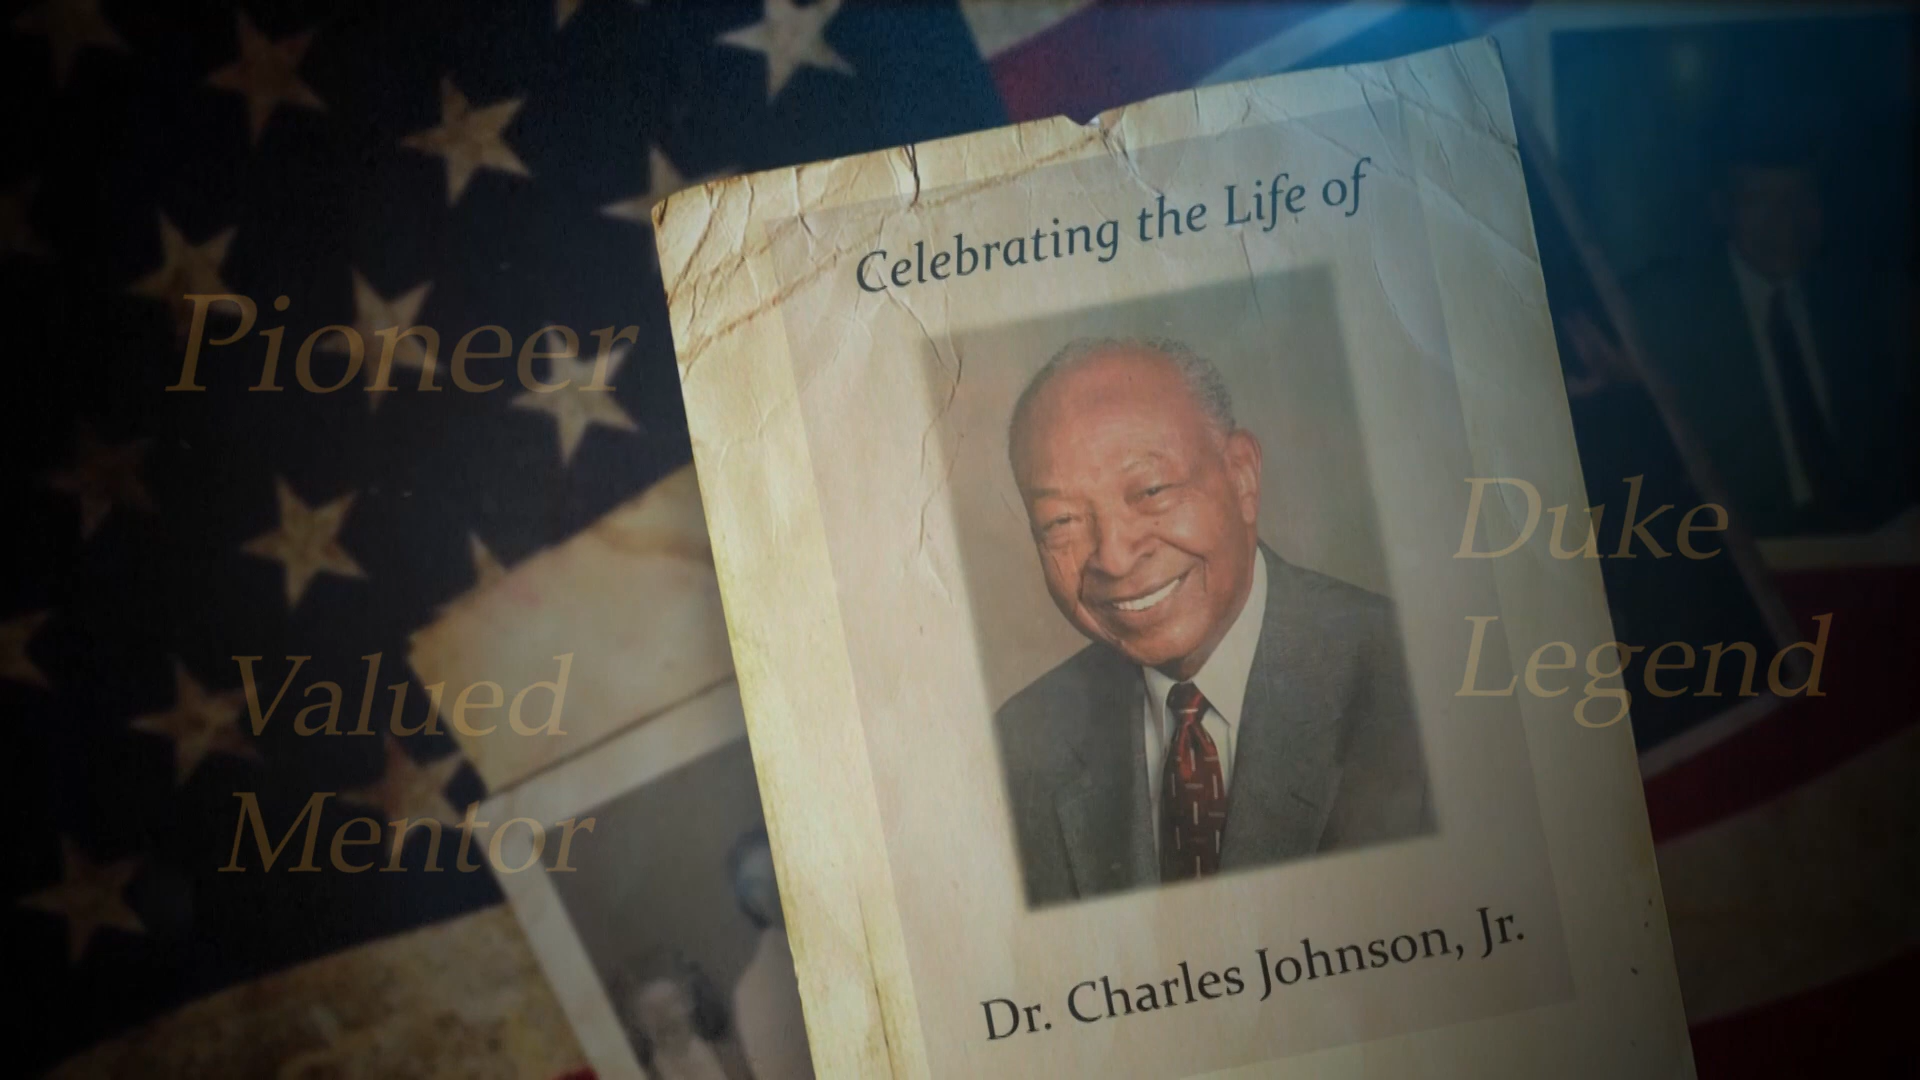 Celebrating the Life of
Pioneer
Duke
Legend
Valued
Mentor
Dr. Charles Johnson, Jr.